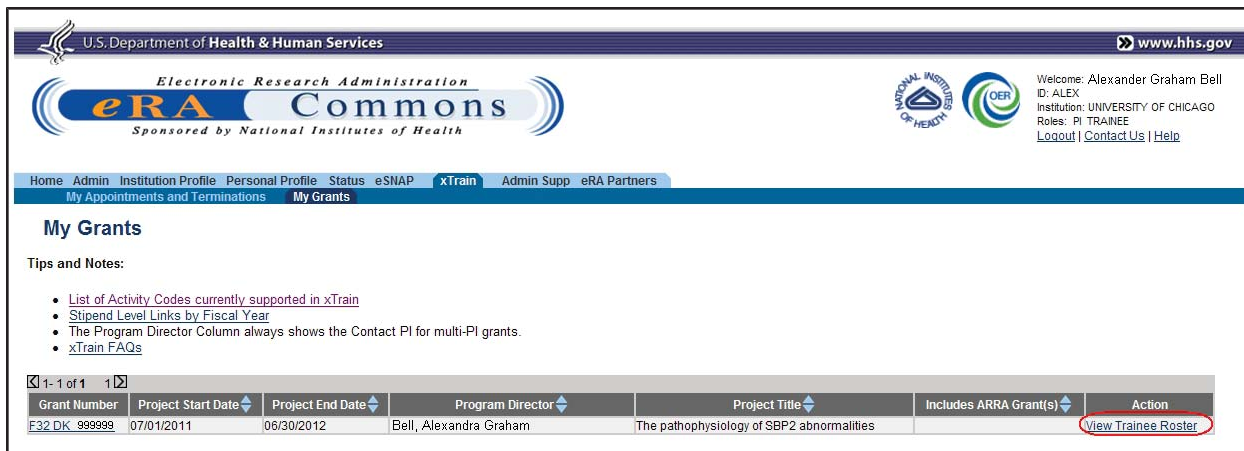 U.S. Department of Health & Human Services
www.hhs.gov
Electronic Research Administration
eRA Commons
Sponsored by National Institutes of Health
NATIONAL INSTITUTES OF HEALTH
OER
Welcome: Alexander Graham Bell
ID: ALEX
Institution: UNIVERSITY OF CHICAGO
Roles: PI TRAINEE
Logout | Contact Us | Help
Home Admin Institution Profile Personal Profile Status eSNAP xTrain Admin Supp eRA Partners
My Appointments and Terminations My Grants
My Grants
Tips and Notes:
List of Activity Codes currently supported in xTrain
Stipend Level Links by Fiscal Year
The Program Director Column always shows the Contact PI for multi-PI grants.
xTrain FAQs
1- 1 of 1 1
Grant Number Project Start Date Project End Date Program Director Project Title Includes ARRA Grant(s) Action
F32 DK 999999 07/01/2011 06/30/2012 Bell, Alexandra Graham The pathophysiology of SBP2 abnormalities View Trainee Roster